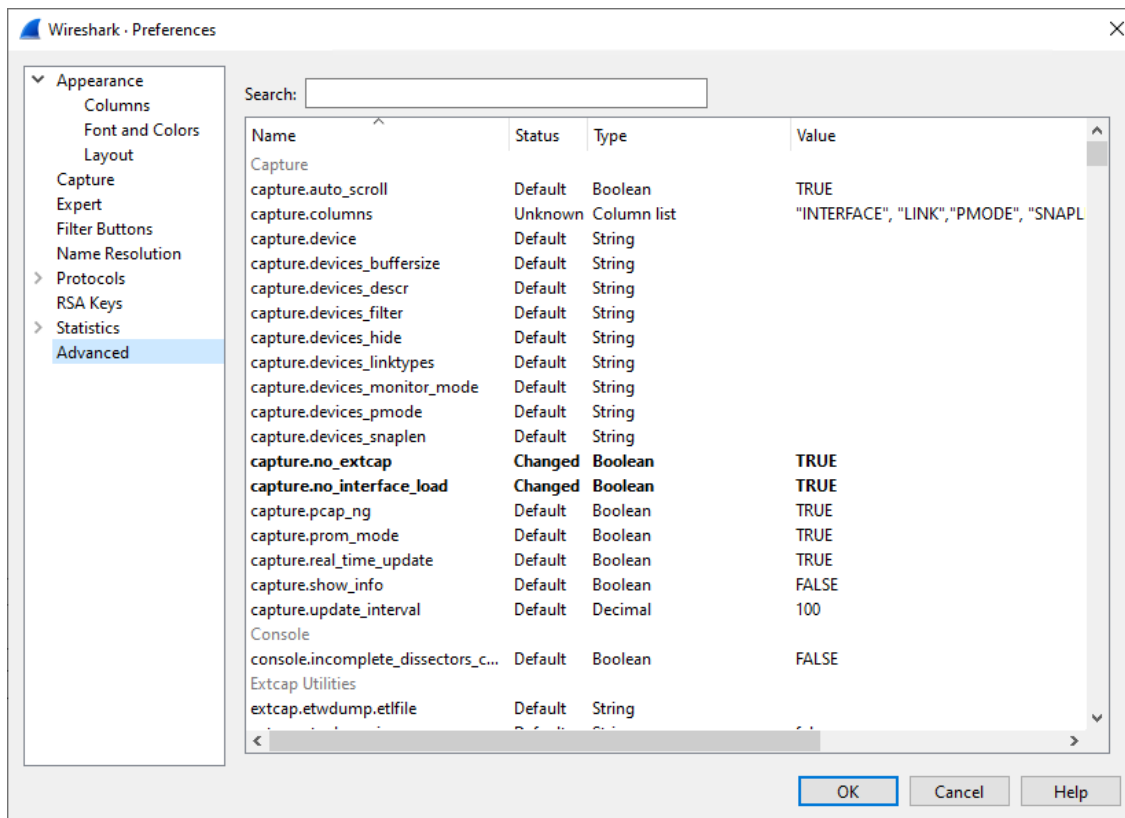 Wireshark · Preferences
Appearance
Columns
Font and Colors
Layout
Capture
Expert
Filter Buttons
Name Resolution
Protocols
RSA Keys
Statistics
Advanced
Search:
Name Status Type Value
Capture
capture.auto_scroll Default Boolean TRUE
capture.columns Unknown Column list "INTERFACE", "LINK","PMODE", "SNAPL
capture.device Default String
capture.devices_buffersize Default String
capture.devices_descr Default String
capture.devices_filter Default String
capture.devices_hide Default String
capture.devices_linktypes Default String
capture.devices_monitor_mode Default String
capture.devices_pmode Default String
capture.devices_snaplen Default String
capture.no_extcap Changed Boolean TRUE
capture.no_interface_load Changed Boolean TRUE
capture.pcap_ng Default Boolean TRUE
capture.prom_mode Default Boolean TRUE
capture.real_time_update Default Boolean TRUE
capture.show_info Default Boolean FALSE
capture.update_interval Default Decimal 100
Console
console.incomplete_dissectors_c... Default Boolean FALSE
Extcap Utilities
extcap.etwdump.etlfile Default String
OK Cancel Help